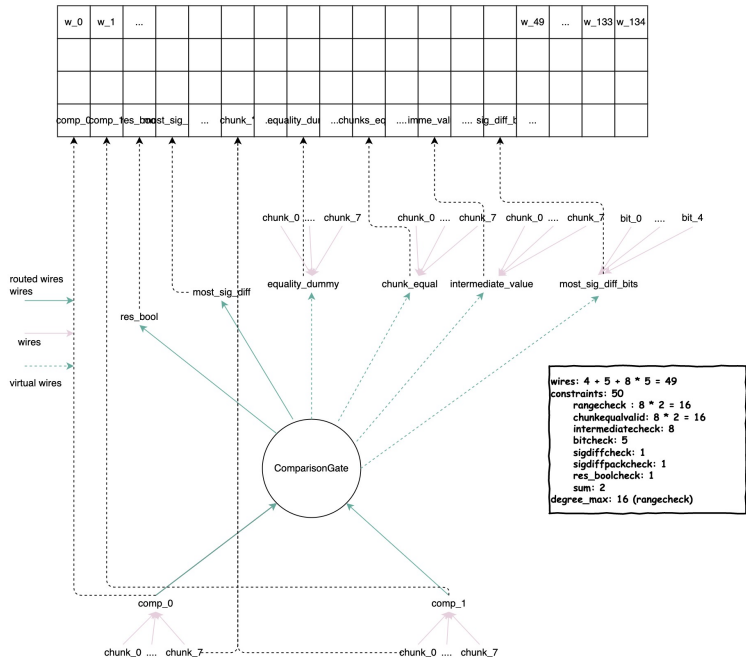 w_0 w_1 ... w_49 ... w_133 w_134
comp_0 comp_1 res_bool most_sig_ ... chunk_* .equality_dur ...chunks_eq ....imme_val .... sig_diff_b ...
chunk_0 .... chunk_7 chunk_0 .... chunk_7 chunk_0 .... chunk_7 bit_0 .... bit_4
routed wires
wires
most_sig_diff equality_dummy chunk_equal intermediate_value most_sig_diff_bits
res_bool
wires
virtual wires
wires: 4 + 5 + 8 * 5 = 49
constraints: 50
rangecheck : 8 * 2 = 16
chunkequalvalid: 8 * 2 = 16
intermediatecheck: 8
bitcheck: 5
sigdiffcheck: 1
sigdiffpackcheck: 1
res_boolcheck: 1
sum: 2
degree_max: 16 (rangecheck)
ComparisonGate
comp_0 comp_1
chunk_0 .... chunk_7 chunk_0 .... chunk_7